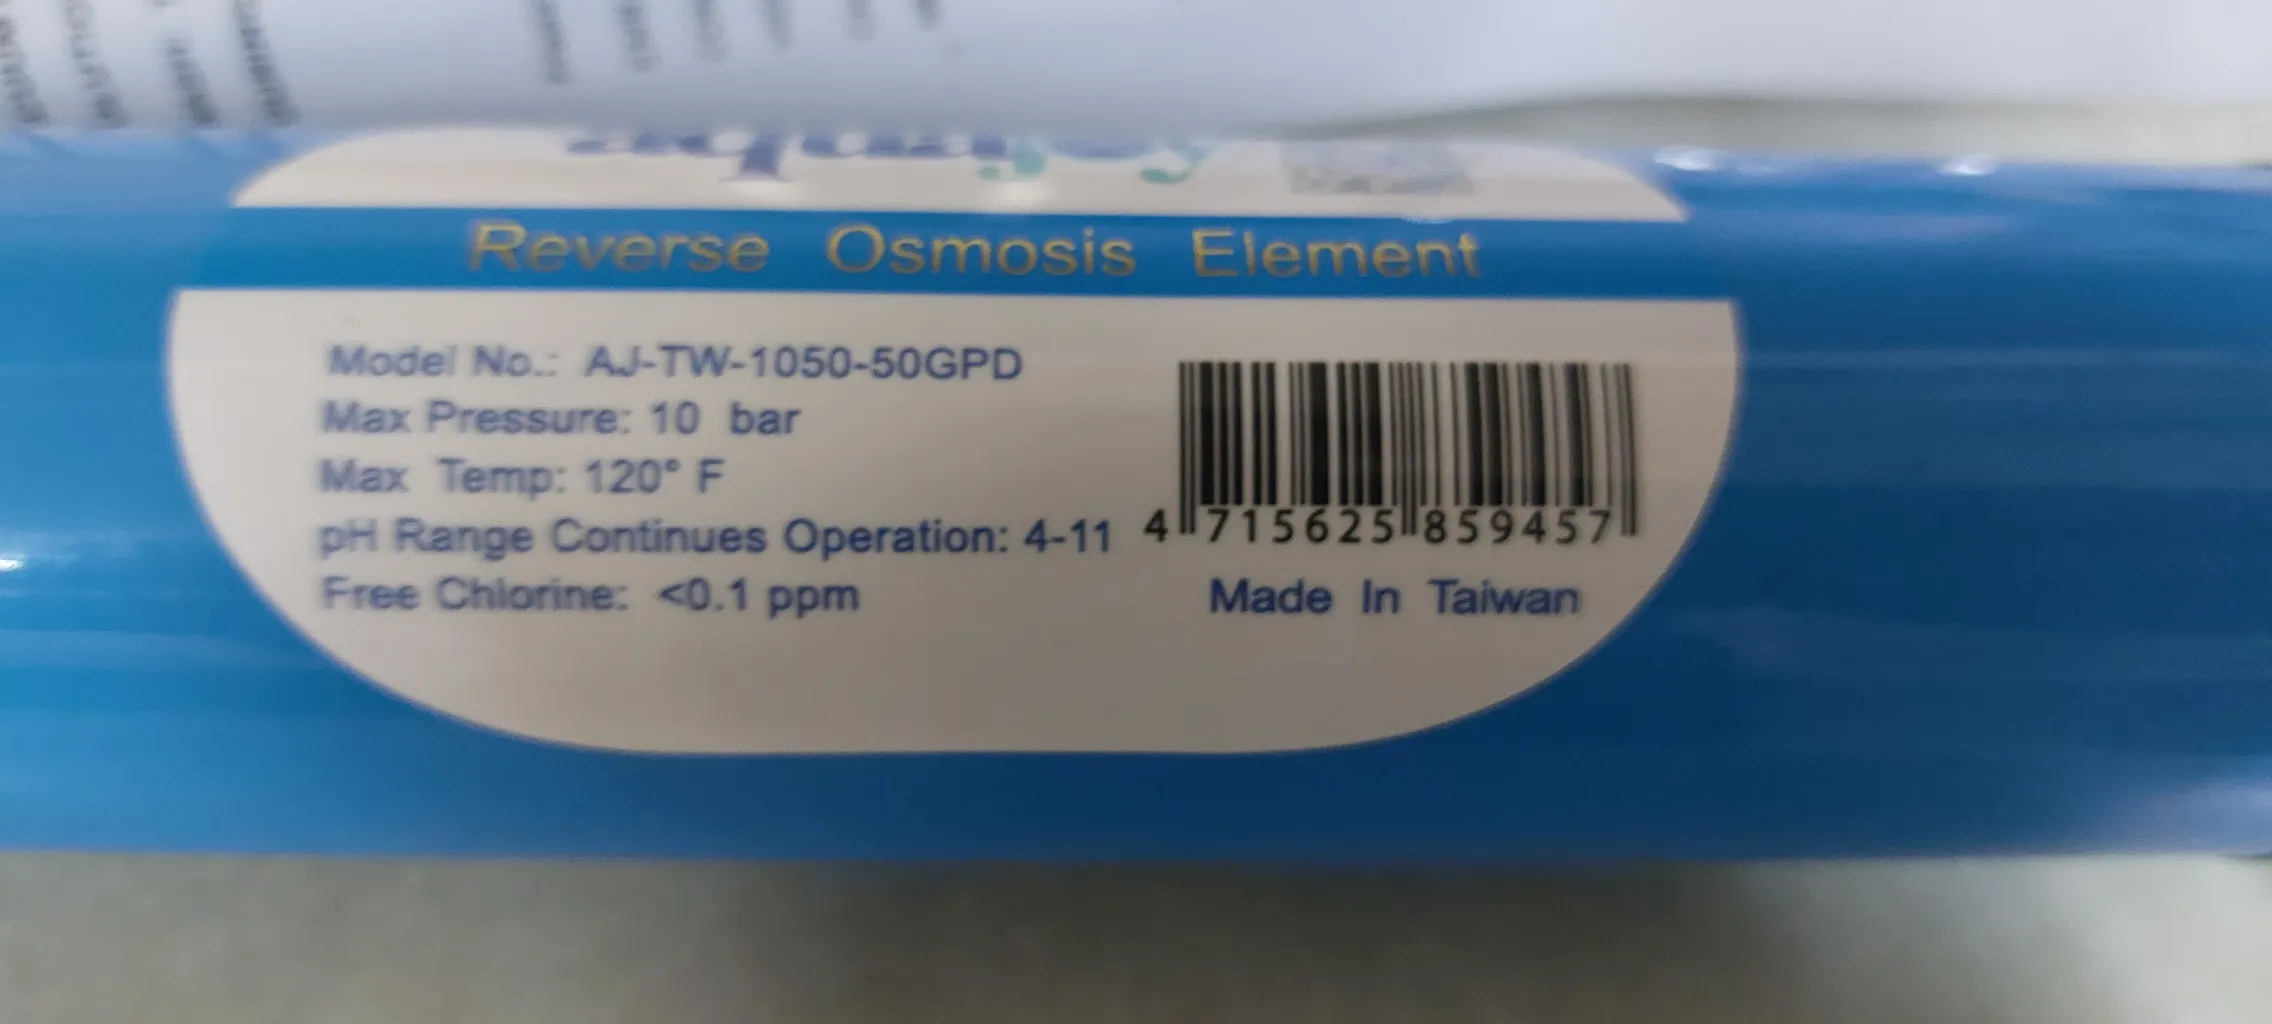 aquajoy
Reverse Osmosis Element
Model No.: AJ-TW-1050-50GPD
Max Pressure: 10 bar
Max Temp: 120° F
pH Range Continues Operation: 4-11
Free Chlorine: <0.1 ppm
4 715625 859457
Made In Taiwan